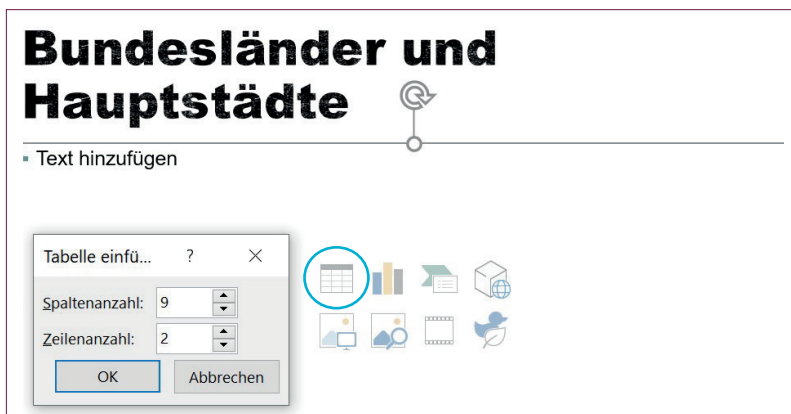 Bundesländer und
Hauptstädte
Text hinzufügen
Tabelle einfü... ?
Spaltenanzahl: 9
Zeilenanzahl: 2
OK Abbrechen